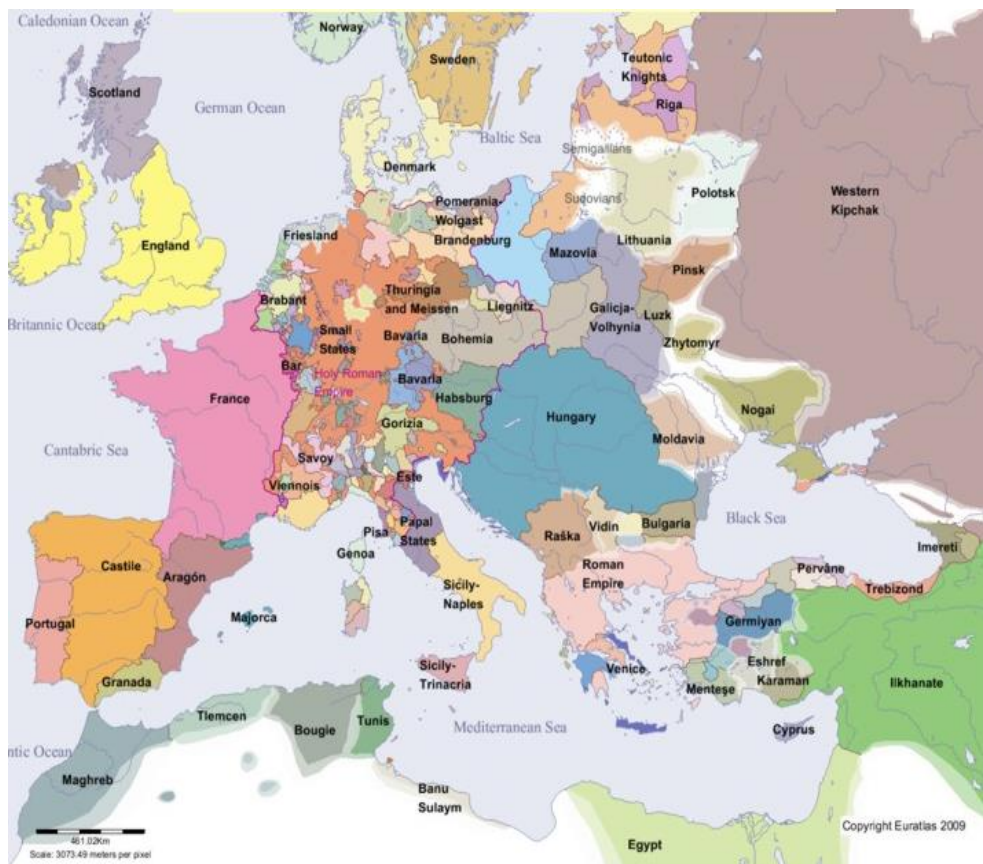 Caledonian Ocean
Norway
Sweden
Teutonic
Knights
Scotland
Riga
German Ocean
Baltic Sea
Semigallians
Denmark
Sudovians
Polotsk
Western
Kipchak
Pomerania-
Wolgast
Brandenburg
England
Friesland
Lithuania
Mazovia
Pinsk
Brabant
Thuringia
and Meissen
Liegnitz
Galicja-
Volhynia
Luzk
Britannic Ocean
Small
States
Bavaria
Bohemia
Zhytomyr
Bar
Holy Roman
Empire
Bavaria
Habsburg
France
Hungary
Nogai
Gorizia
Moldavia
Cantabric Sea
Savoy
Viennois
Este
Papal
States
Pisa
Raška
Vidin
Bulgaria
Black Sea
Genoa
Roman
Empire
Imereti
Castile
Aragón
Pervâne
Trebizond
Sicily-
Naples
Portugal
Majorca
Germiyan
Granada
Sicily-
Trinacria
Venice
Eshref
Karaman
Menteşe
Ilkhanate
Tlemcen
Bougie
Tunis
Mediterranean Sea
Cyprus
ntic Ocean
Maghreb
Banu
Sulaym
461.02Km
Scale: 3073.49 meters per pixel
Egypt
Copyright Euratlas 2009